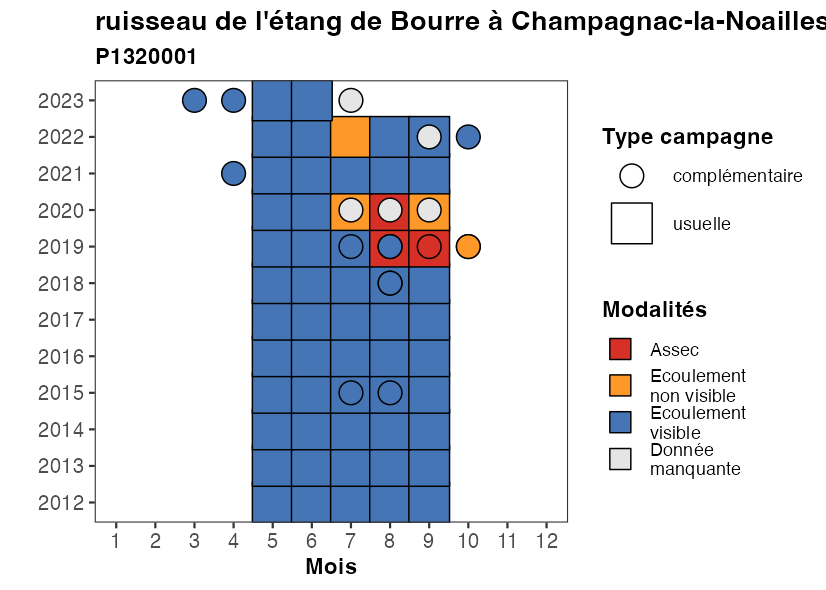 ruisseau de l'étang de Bourre à Champagnac-la-Noailles
P1320001
2023
2022
2021
2020
2019
2018
2017
2016
2015
2014
2013
2012
1 2 3 4 5 6 7 8 9 10 11 12
Mois
Type campagne
complémentaire
usuelle
Modalités
Assec
Ecoulement
non visible
Ecoulement
visible
Donnée
manquante